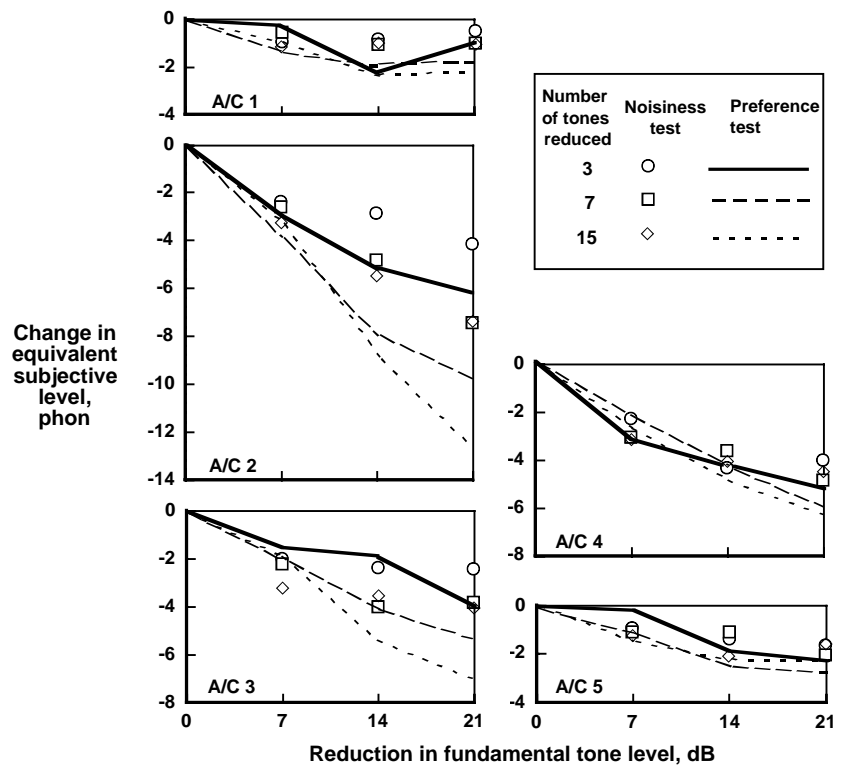 0
-2
-4
A/C 1
0
-2
-4
-6
-8
-10
-12
-14
A/C 2
0
-2
-4
-6
-8
A/C 3
0
7
14
21
Number
of tones
reduced
Noisiness
test
Preference
test
3
7
15
0
-2
-4
-6
-8
A/C 4
0
-2
-4
A/C 5
0
7
14
21
Change in
equivalent
subjective
level,
phon
Reduction in fundamental tone level, dB